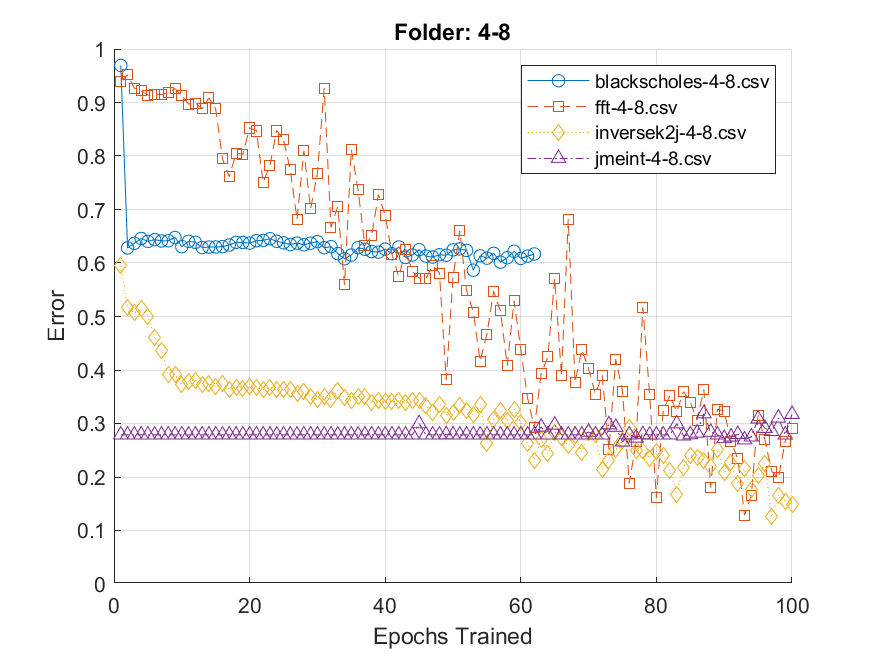 Folder: 4-8
1
0.9
0.8
0.7
0.6
0.5
0.4
0.3
0.2
0.1
0
Error
blackscholes-4-8.csv
fft-4-8.csv
inversek2j-4-8.csv
jmeint-4-8.csv
0 20 40 60 80 100
Epochs Trained